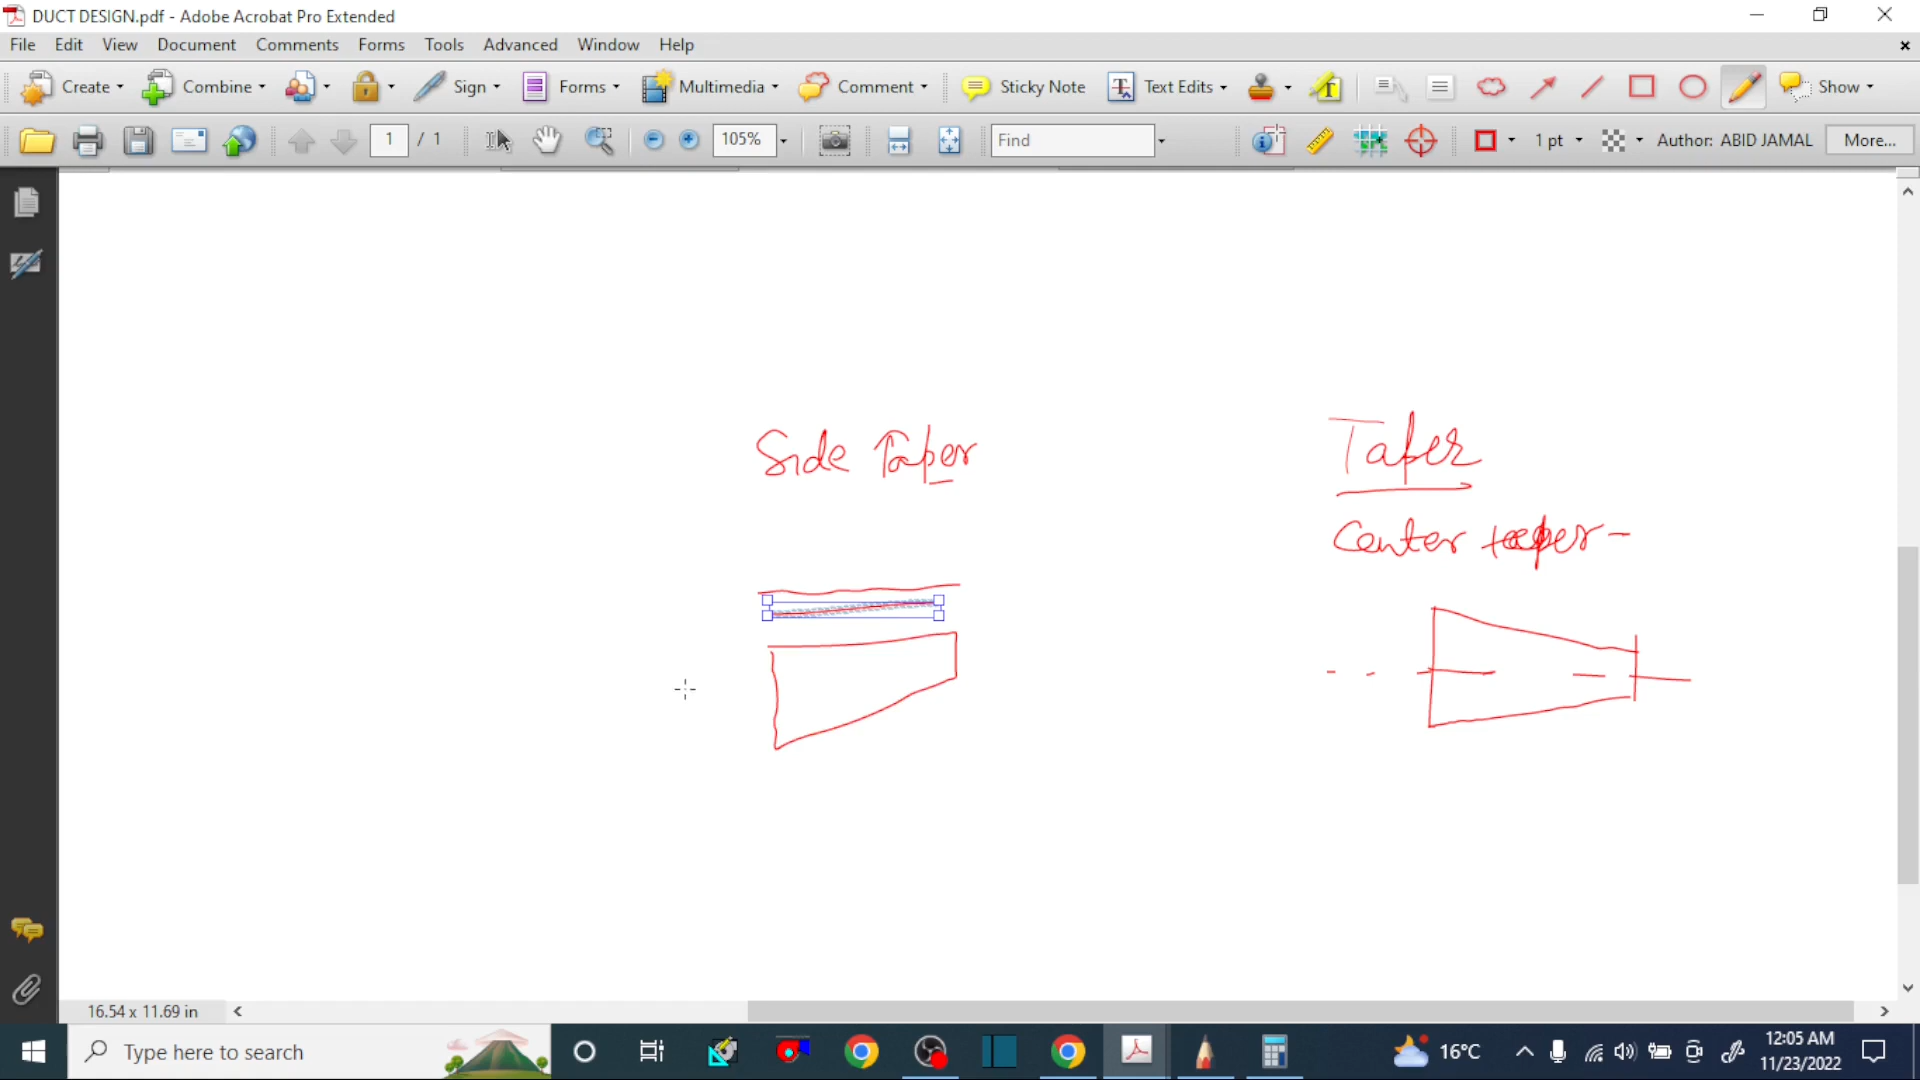 DUCT DESIGN.pdf - Adobe Acrobat Pro Extended
File Edit View Document Comments Forms Tools Advanced Window Help
Create Combine Sign Forms Multimedia Comment Sticky Note Text Edits Show
1 / 1 105% Find 1 pt Author: ABID JAMAL More...
Side Taper
Taper
Center taper -
16.54 x 11.69 in
Type here to search
16°C
12:05 AM
11/23/2022